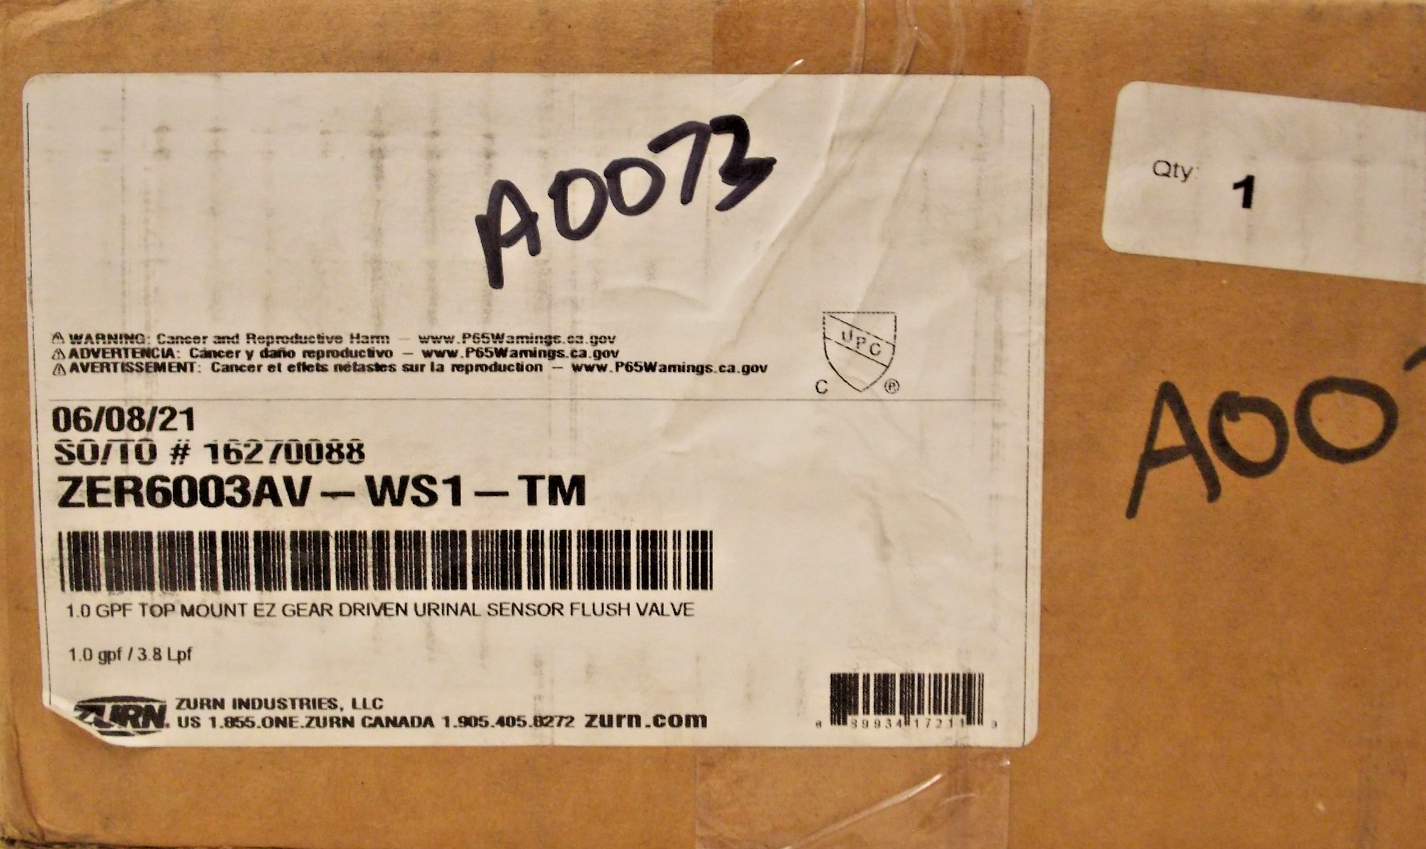 A0073
Qty: 1
⚠ WARNING: Cancer and Reproductive Harm — www.P65Warnings.ca.gov
⚠ ADVERTENCIA: Cáncer y daño reproductivo — www.P65Warnings.ca.gov
⚠ AVERTISSEMENT: Cancer et effets néfastes sur la reproduction — www.P65Warnings.ca.gov
UPC
C ®
06/08/21
SO/TO # 16270088
A00
ZER6003AV—WS1—TM
1.0 GPF TOP MOUNT EZ GEAR DRIVEN URINAL SENSOR FLUSH VALVE
1.0 gpf / 3.8 Lpf
ZURN
ZURN INDUSTRIES, LLC
US 1.855.ONE.ZURN CANADA 1.905.405.8272 zurn.com